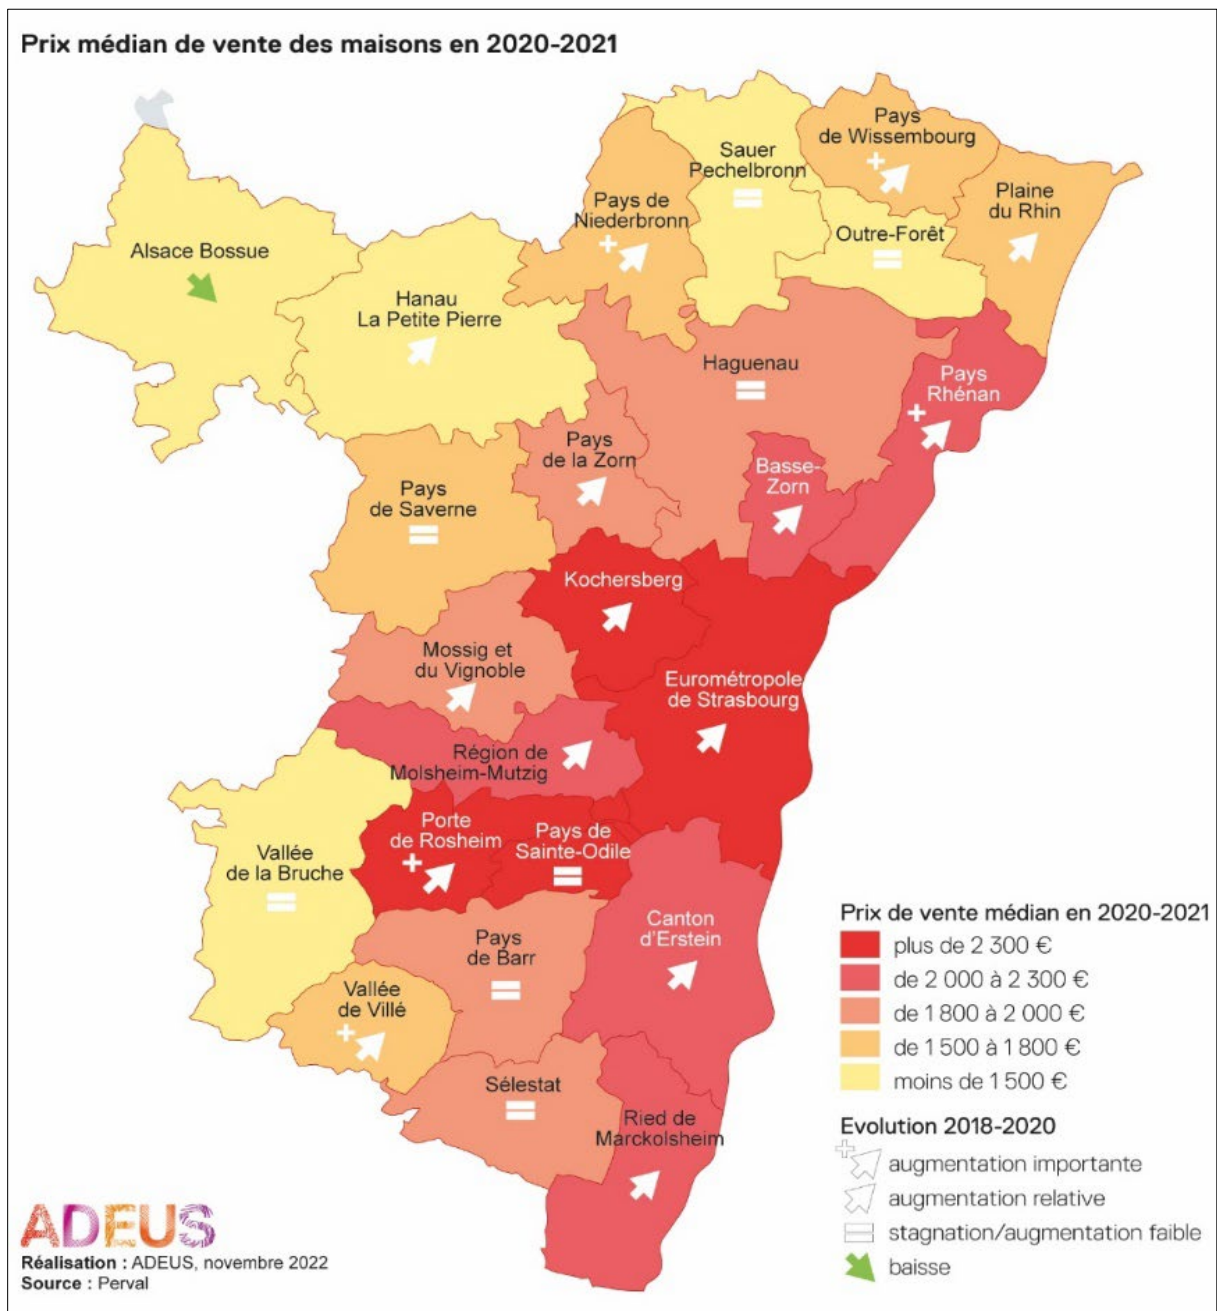 Prix médian de vente des maisons en 2020-2021
Pays
de Wissembourg
Sauer
Pechelbronn
Plaine
du Rhin
Pays de
Niederbronn
Outre-Forêt
Alsace Bossue
Hanau
La Petite Pierre
Haguenau
Pays
Rhénan
Pays
de la Zorn
Basse-
Zorn
Pays
de Saverne
Kochersberg
Mossig et
du Vignoble
Eurométropole
de Strasbourg
Région de
Molsheim-Mutzig
Porte
de Rosheim
Pays de
Sainte-Odile
Vallée
de la Bruche
Canton
d'Erstein
Pays
de Barr
Vallée
de Villé
Sélestat
Ried de
Marckolsheim
Prix de vente médian en 2020-2021
plus de 2 300 €
de 2 000 à 2 300 €
de 1 800 à 2 000 €
de 1 500 à 1 800 €
moins de 1 500 €
Evolution 2018-2020
augmentation importante
augmentation relative
stagnation/augmentation faible
baisse
ADEUS
Réalisation : ADEUS, novembre 2022
Source : Perval